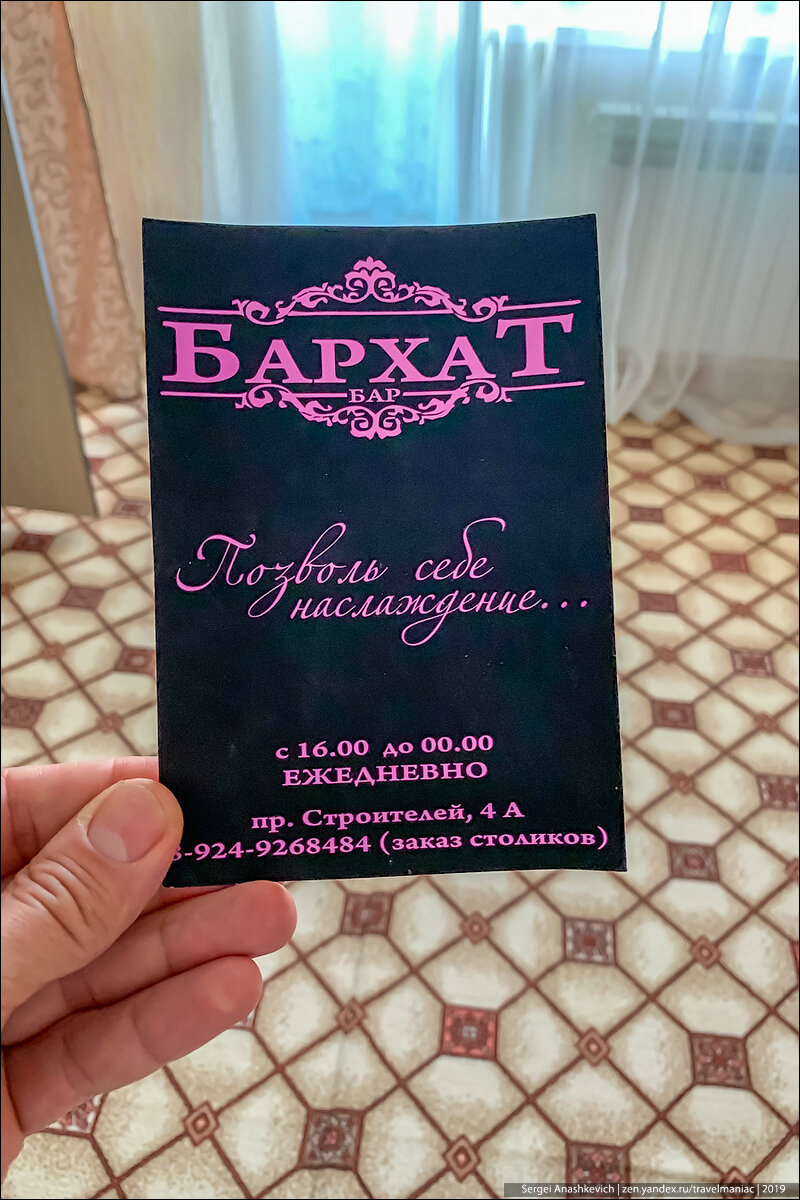 БАРХАТ
БАР
Позволь себе
наслаждение...
с 16.00 до 00.00
ЕЖЕДНЕВНО
пр. Строителей, 4 А
8-924-9268484 (заказ столиков)
Sergei Anashkevich | zen.yandex.ru/travelmaniac | 2019